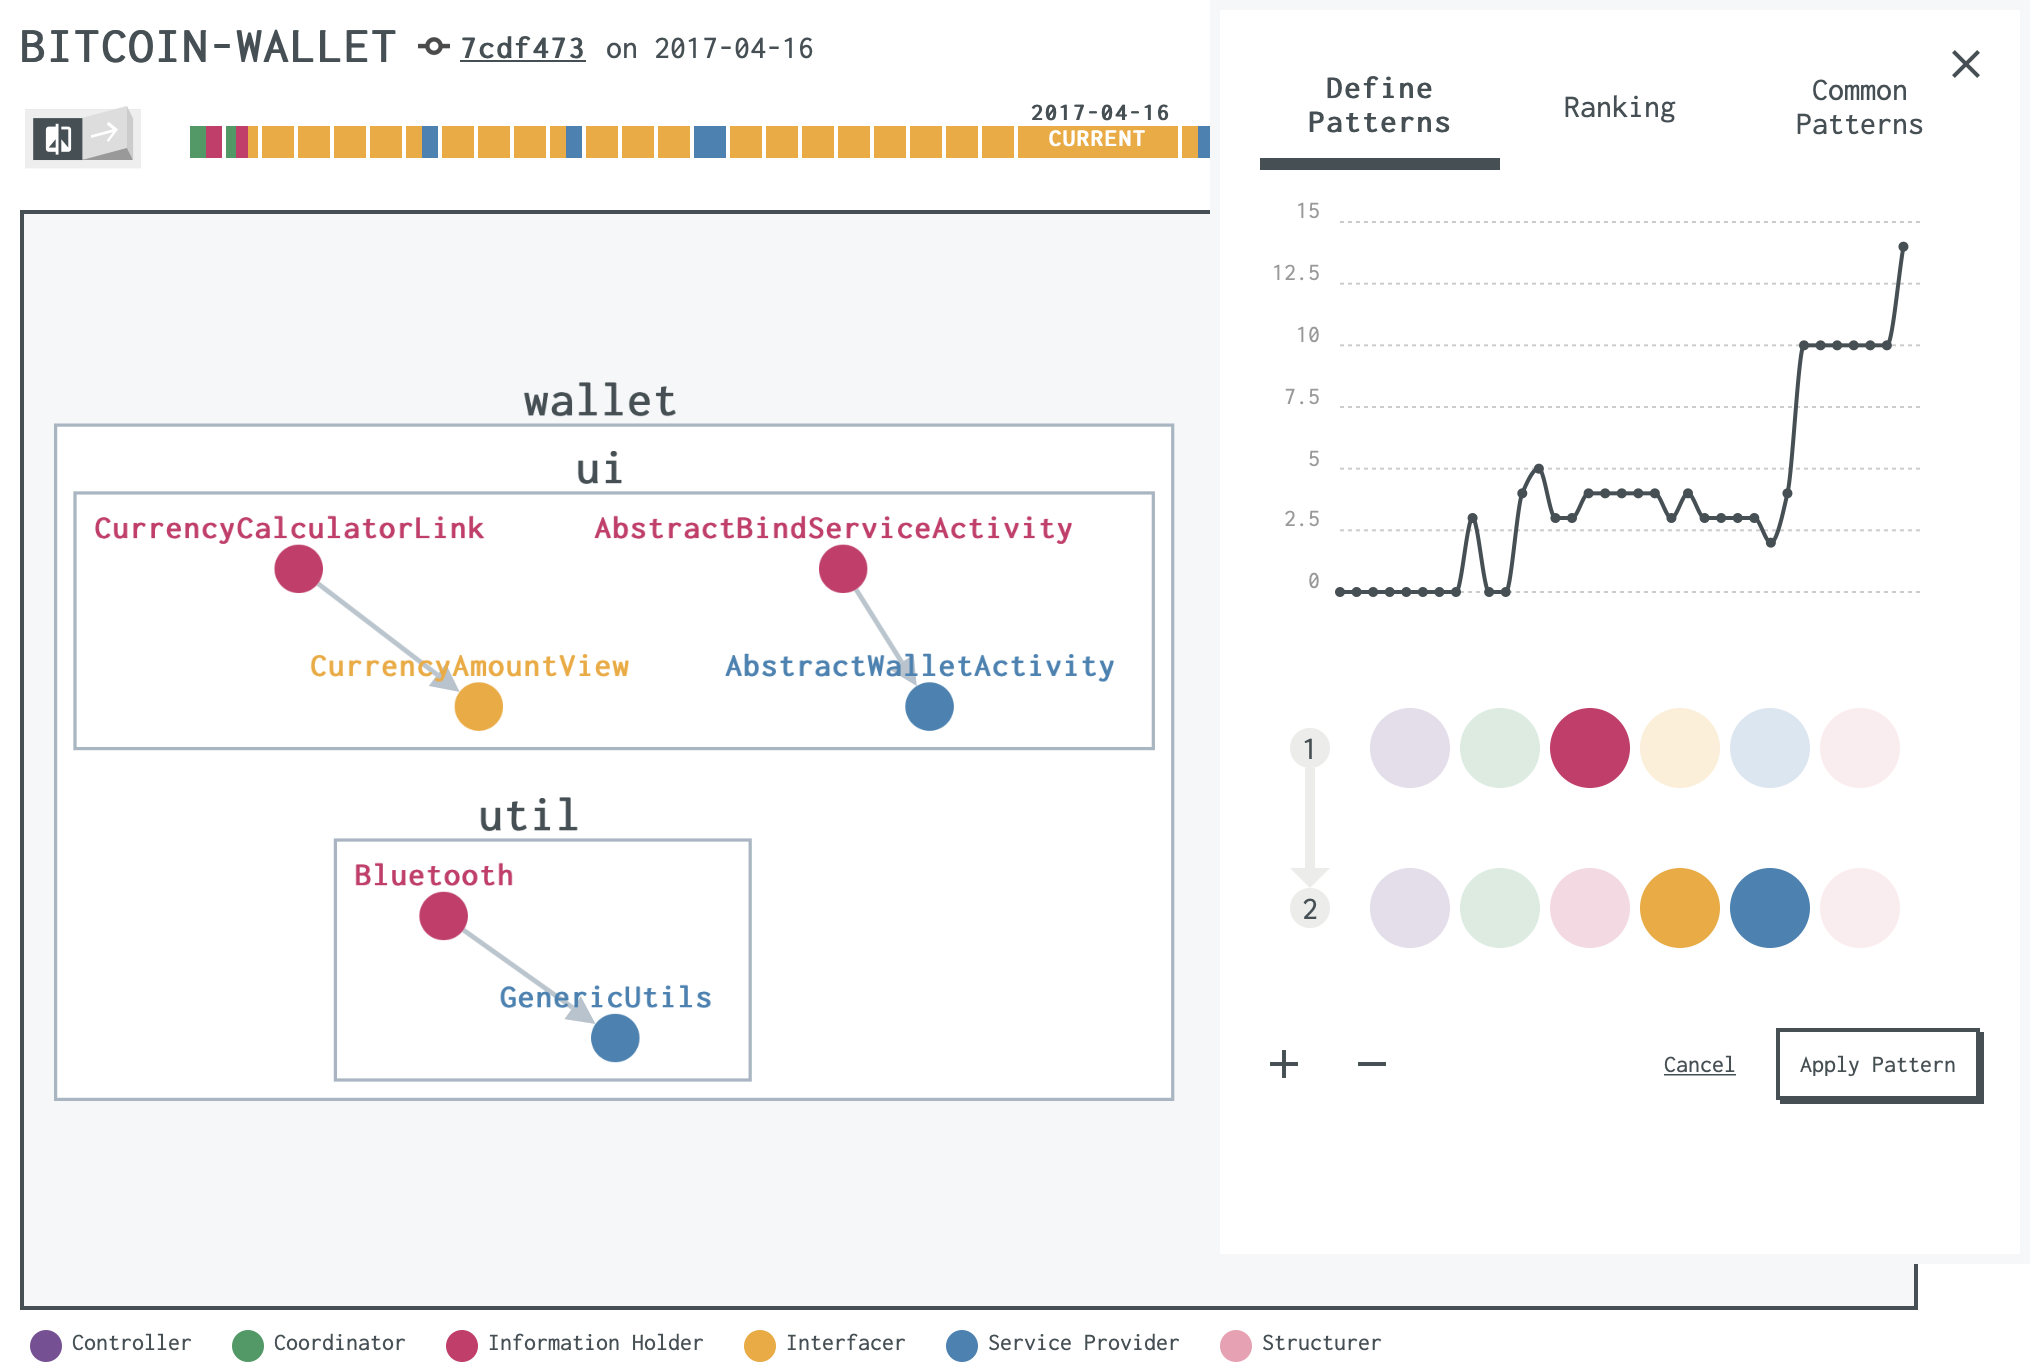 BITCOIN-WALLET 7cdf473 on 2017-04-16
2017-04-16
CURRENT
wallet
ui
CurrencyCalculatorLink AbstractBindServiceActivity
CurrencyAmountView AbstractWalletActivity
util
Bluetooth
GenericUtils
Define Patterns
Ranking
Common Patterns
15
12.5
10
7.5
5
2.5
0
1
2
Cancel Apply Pattern
Controller Coordinator Information Holder Interfacer Service Provider Structurer